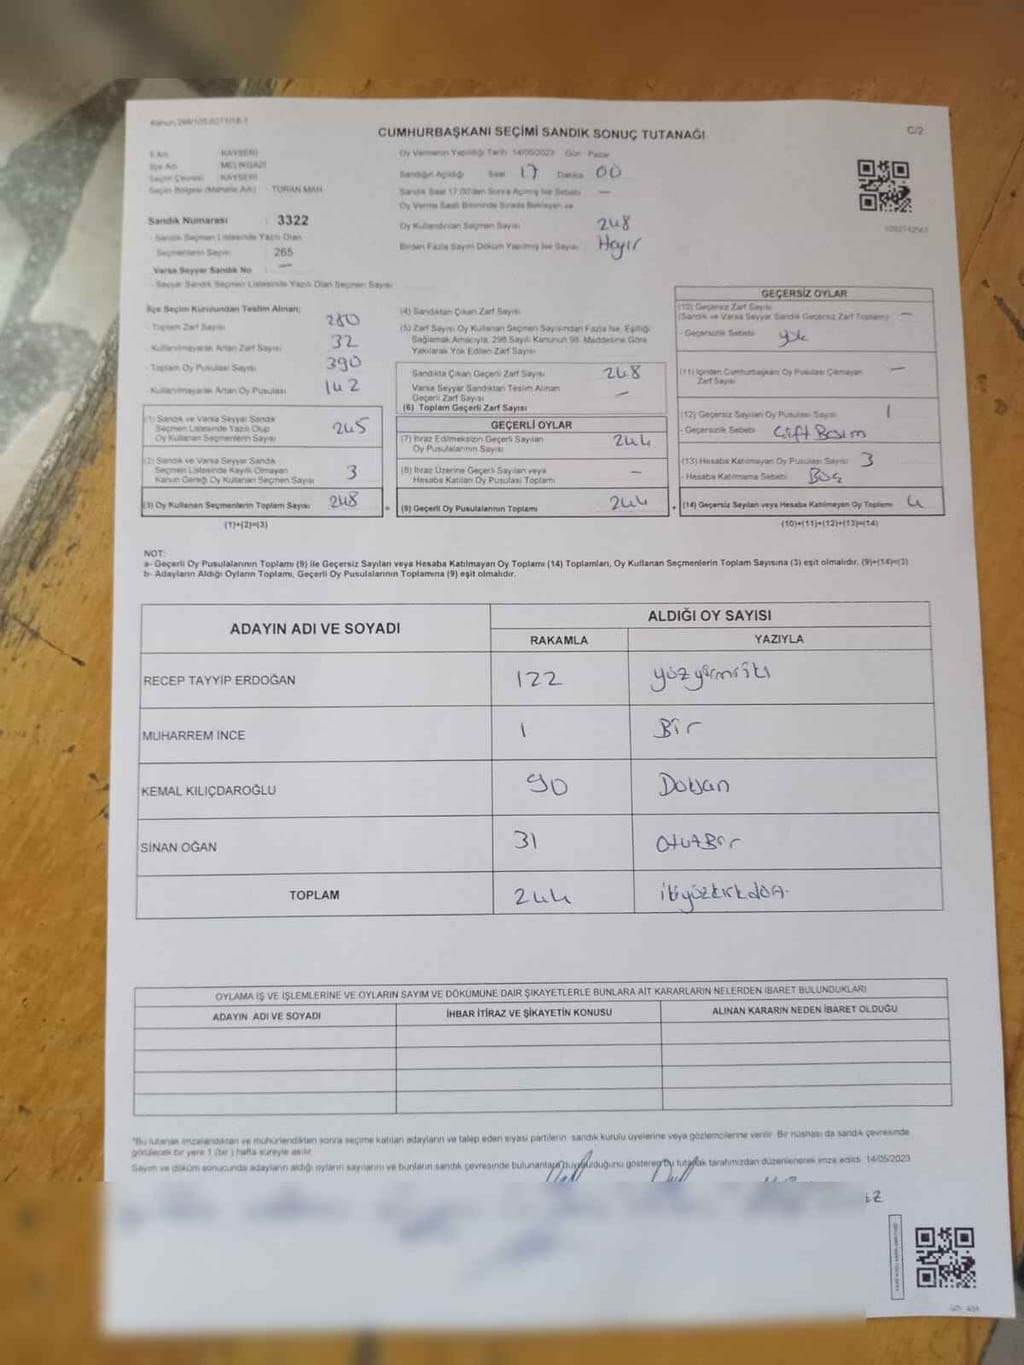 Kanun 298/105,6271/18-1
CUMHURBAŞKANI SEÇİMİ SANDIK SONUÇ TUTANAĞI
C/2
İl Adı : KAYSERİ
İlçe Adı : MELİKGAZİ
Seçim Çevresi : KAYSERİ
Seçim Bölgesi (Mahalle Adı) : TURAN MAH.
Oy Vermenin Yapıldığı Tarih 14/05/2023 Gün : Pazar
Sandığın Açıldığı Saat 17 Dakika 00
Sandık Saat 17:00'den Sonra Açılmış İse Sebebi —
Oy Verme Saati Bitiminde Sırada Bekleyen ve
Oy Kullandırılan Seçmen Sayısı 248
Birden Fazla Sayım Döküm Yapılmış İse Sayısı Hayır
Sandık Numarası : 3322
- Sandık Seçmen Listesinde Yazılı Olan
Seçmenlerin Sayısı : 265
Varsa Seyyar Sandık No : —
- Seyyar Sandık Seçmen Listesinde Yazılı Olan Seçmen Sayısı:
İlçe Seçim Kurulundan Teslim Alınan;
- Toplam Zarf Sayısı 280
- Kullanılmayarak Artan Zarf Sayısı 32
- Toplam Oy Pusulası Sayısı 390
- Kullanılmayarak Artan Oy Pusulası 142
(1) Sandık ve Varsa Seyyar Sandık
Seçmen Listesinde Yazılı Olup
Oy Kullanan Seçmenlerin Sayısı 245
(2) Sandık ve Varsa Seyyar Sandık
Seçmen Listesinde Kayıtlı Olmayan
Kanun Gereği Oy Kullanan Seçmen Sayısı 3
(3) Oy Kullanan Seçmenlerin Toplam Sayısı 248
(1)+(2)=(3)
(4) Sandıktan Çıkan Zarf Sayısı
(5) Zarf Sayısı Oy Kullanan Seçmen Sayısından Fazla İse, Eşitliği
Sağlamak Amacıyla, 298 Sayılı Kanunun 98. Maddesine Göre
Yakılarak Yok Edilen Zarf Sayısı
Sandıkta Çıkan Geçerli Zarf Sayısı 248
Varsa Seyyar Sandıktan Teslim Alınan
Geçerli Zarf Sayısı —
(6) Toplam Geçerli Zarf Sayısı
GEÇERLİ OYLAR
(7) İtiraz Edilmeksizin Geçerli Sayılan
Oy Pusulalarının Sayısı 244
(8) İtiraz Üzerine Geçerli Sayılan veya
Hesaba Katılan Oy Pusulası Toplamı —
= (9) Geçerli Oy Pusulalarının Toplamı 244 +
GEÇERSİZ OYLAR
(10) Geçersiz Zarf Sayısı
(Sandık ve Varsa Seyyar Sandık Geçersiz Zarf Toplamı) —
- Geçersizlik Sebebi yok
(11) İçinden Cumhurbaşkanı Oy Pusulası Çıkmayan
Zarf Sayısı —
(12) Geçersiz Sayılan Oy Pusulası Sayısı 1
- Geçersizlik Sebebi Çift Basım
(13) Hesaba Katılmayan Oy Pusulası Sayısı 3
- Hesaba Katılmama Sebebi Boş
(14) Geçersiz Sayılan veya Hesaba Katılmayan Oy Toplamı 4
(10)+(11)+(12)+(13)=(14)
NOT:
a- Geçerli Oy Pusulalarının Toplamı (9) ile Geçersiz Sayılan veya Hesaba Katılmayan Oy Toplamı (14) Toplamları, Oy Kullanan Seçmenlerin Toplam Sayısına (3) eşit olmalıdır. (9)+(14)=(3)
b- Adayların Aldığı Oyların Toplamı, Geçerli Oy Pusulalarının Toplamına (9) eşit olmalıdır.
ADAYIN ADI VE SOYADI ALDIĞI OY SAYISI
RAKAMLA YAZIYLA
RECEP TAYYİP ERDOĞAN 122 yüzyirmiiki
MUHARREM İNCE 1 Bir
KEMAL KILIÇDAROĞLU 90 Doksan
SİNAN OĞAN 31 OtuzBir
TOPLAM 244 ikiyüzkırkdört
OYLAMA İŞ VE İŞLEMLERİNE VE OYLARIN SAYIM VE DÖKÜMÜNE DAİR ŞİKAYETLERLE BUNLARA AİT KARARLARIN NELERDEN İBARET BULUNDUKLARI
ADAYIN ADI VE SOYADI İHBAR İTİRAZ VE ŞİKAYETİN KONUSU ALINAN KARARIN NEDEN İBARET OLDUĞU
*Bu tutanak imzalandıktan ve mühürlendikten sonra seçime katılan adayların ve talep eden siyasi partilerin sandık kurulu üyelerine veya gözlemcilerine verilir. Bir nüshası da sandık çevresinde
görülecek bir yere 1 (bir) hafta süreyle asılır.
Sayım ve döküm sonucunda adayların aldığı oyların sayılarını ve bunların sandık çevresinde bulunanlara duyurulduğunu gösteren bu tutanak tarafımızdan düzenlenerek imza edildi. 14/05/2023